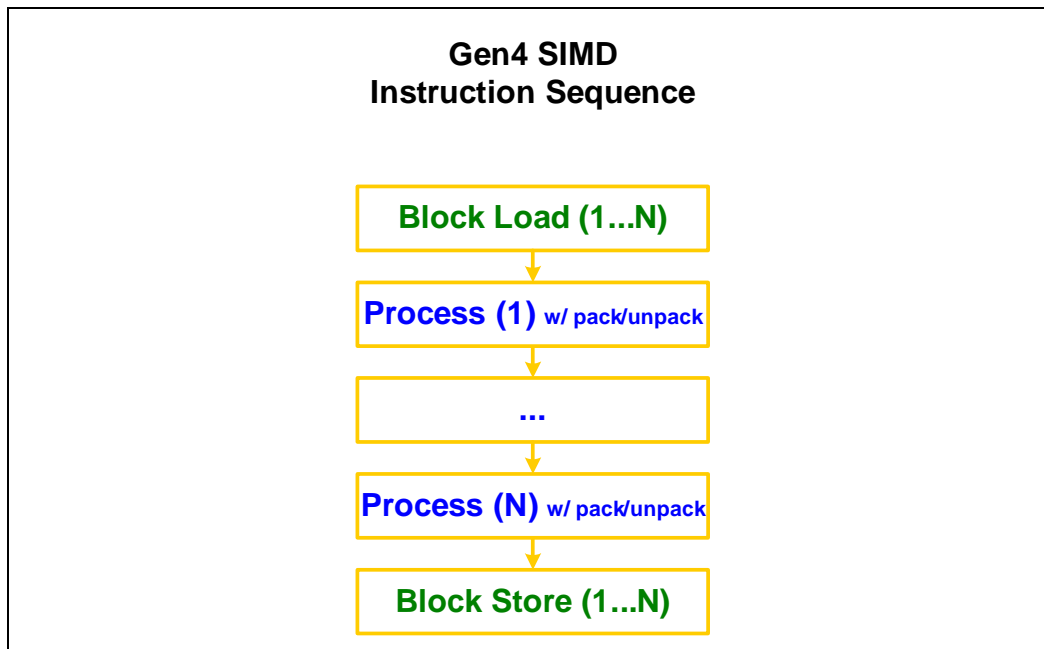 Gen4 SIMD
Instruction Sequence
Block Load (1...N)
Process (1) w/ pack/unpack
...
Process (N) w/ pack/unpack
Block Store (1...N)